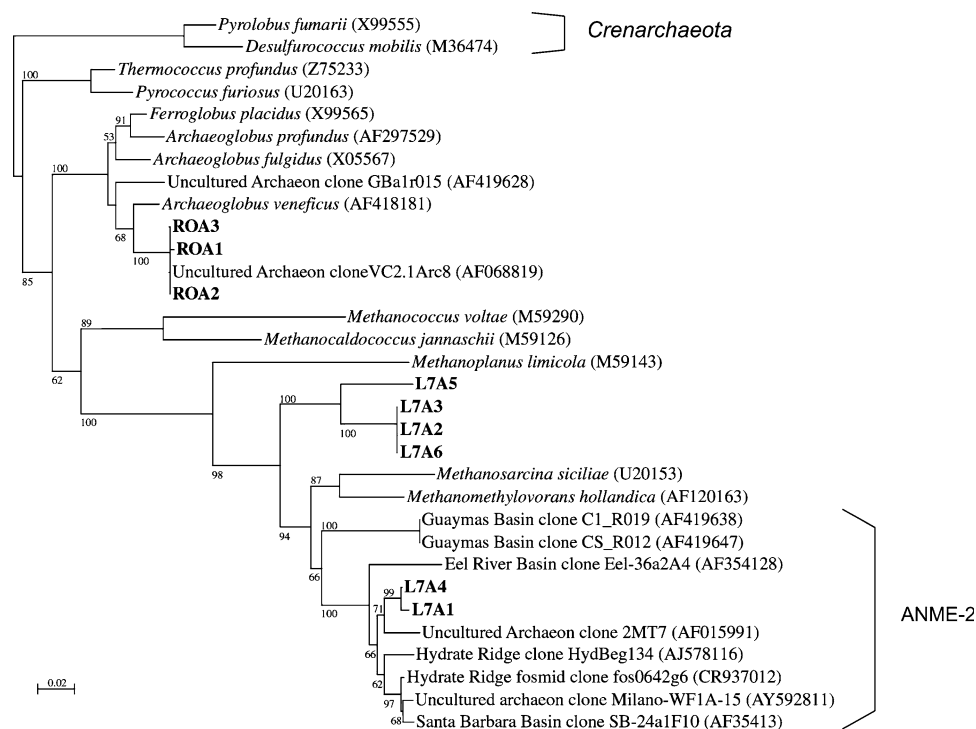 Pyrolobus fumarii (X99555)
Crenarchaeota
Desulfurococcus mobilis (M36474)
100
Thermococcus profundus (Z75233)
Pyrococcus furiosus (U20163)
Ferroglobus placidus (X99565)
91
53
Archaeoglobus profundus (AF297529)
Archaeoglobus fulgidus (X05567)
100
Uncultured Archaeon clone GBa1r015 (AF419628)
Archaeoglobus veneficus (AF418181)
68
ROA3
ROA1
100
Uncultured Archaeon cloneVC2.1Arc8 (AF068819)
85
ROA2
Methanococcus voltae (M59290)
89
Methanocaldococcus jannaschii (M59126)
Methanoplanus limicola (M59143)
62
L7A5
100
L7A3
100
L7A2
100
L7A6
98
Methanosarcina siciliae (U20153)
87
Methanomethylovorans hollandica (AF120163)
Guaymas Basin clone C1_R019 (AF419638)
100
94
Guaymas Basin clone CS_R012 (AF419647)
Eel River Basin clone Eel-36a2A4 (AF354128)
66
L7A4
99
L7A1
71
100
ANME-2
Uncultured Archaeon clone 2MT7 (AF015991)
66
Hydrate Ridge clone HydBeg134 (AJ578116)
62
Hydrate Ridge fosmid clone fos0642g6 (CR937012)
0.02
Uncultured archaeon clone Milano-WF1A-15 (AY592811)
97
68
Santa Barbara Basin clone SB-24a1F10 (AF35413)